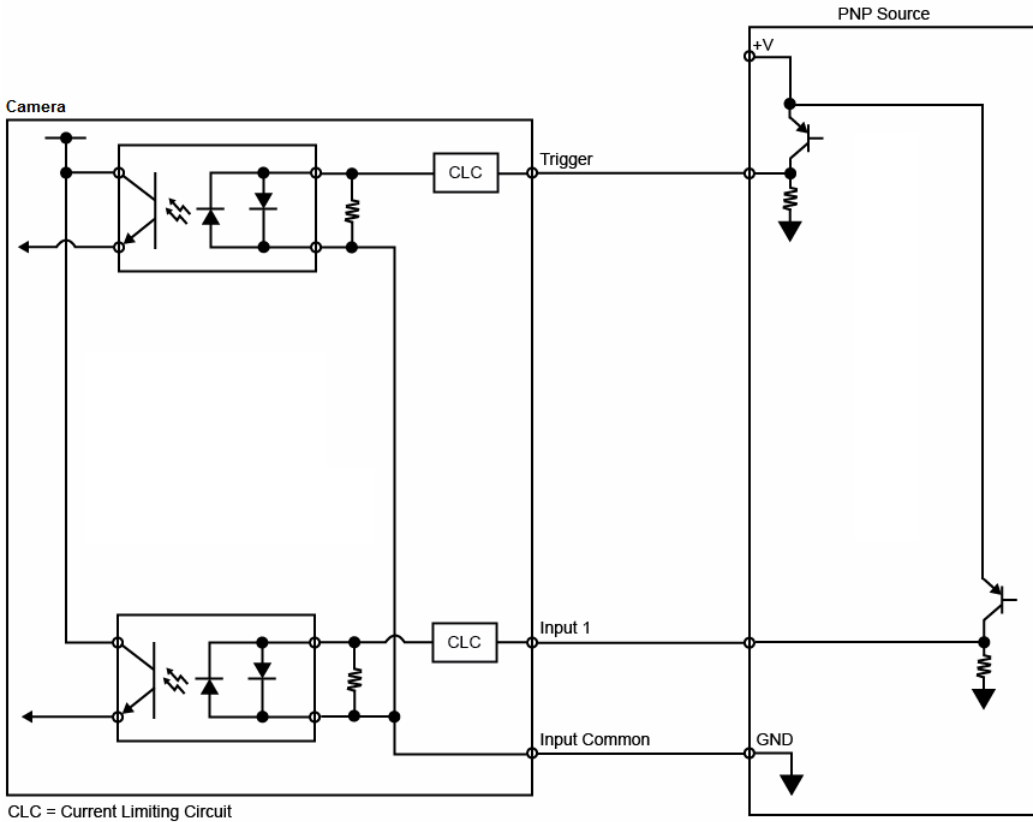 PNP Source
+V
Camera
CLC
Trigger
CLC
Input 1
Input Common
GND
CLC = Current Limiting Circuit